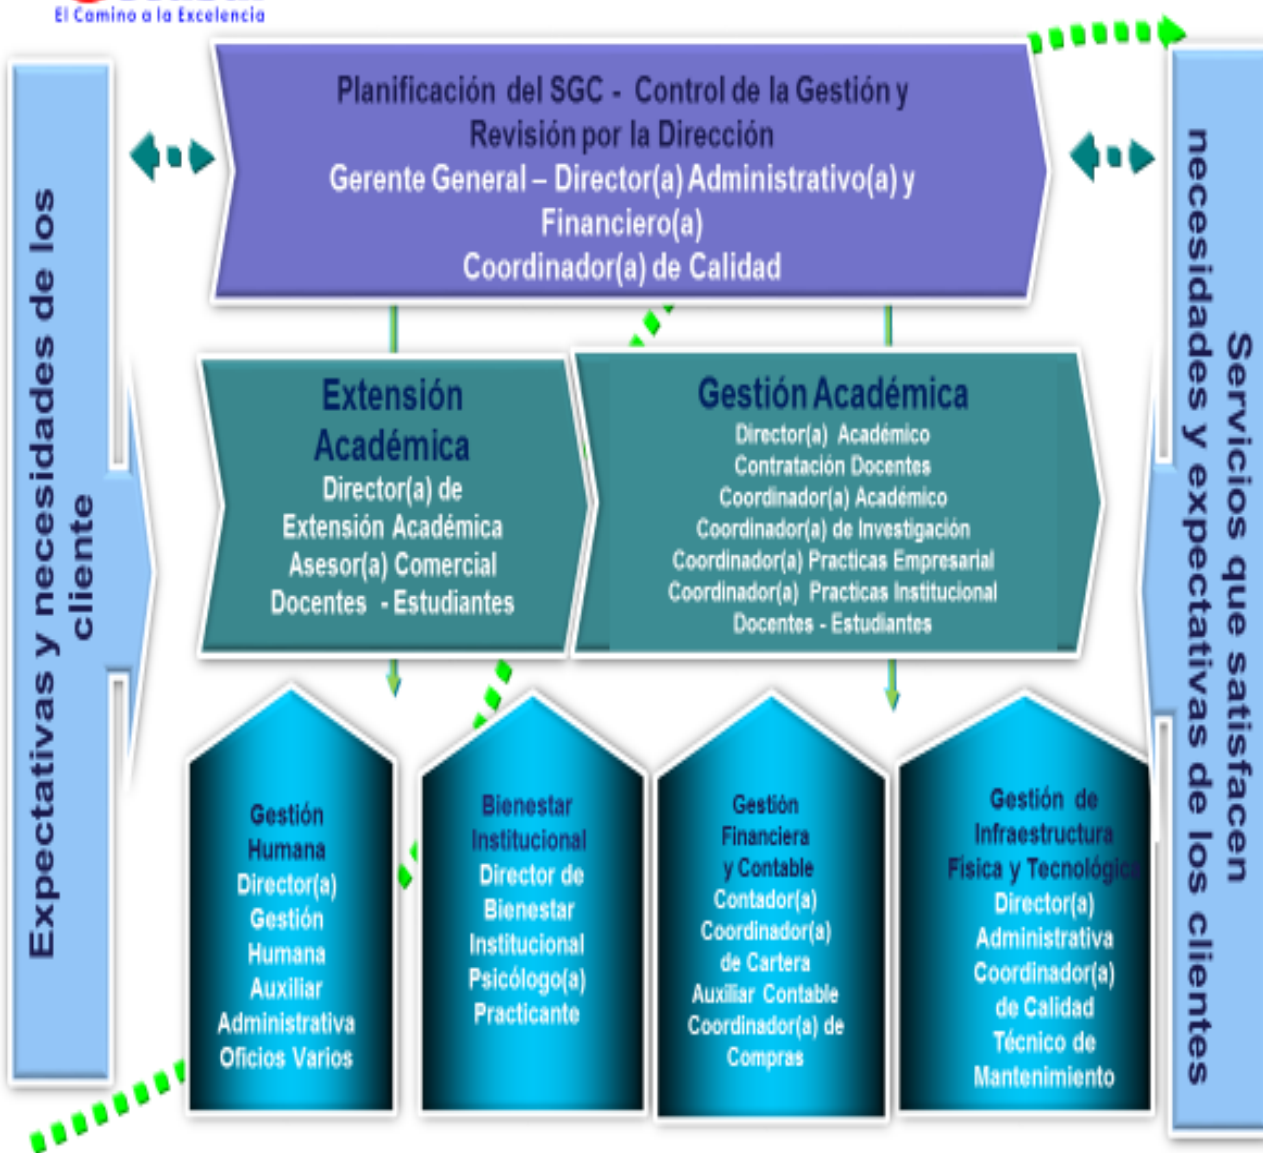 El Camino a la Excelencia
Planificación del SGC - Control de la Gestión y
Revisión por la Dirección
Gerente General – Director(a) Administrativo(a) y
Financiero(a)
Coordinador(a) de Calidad
Expectativas y necesidades de los
cliente
Extensión
Académica
Director(a) de
Extensión Académica
Asesor(a) Comercial
Docentes - Estudiantes
Gestión Académica
Director(a) Académico
Contratación Docentes
Coordinador(a) Académico
Coordinador(a) de Investigación
Coordinador(a) Practicas Empresarial
Coordinador(a) Practicas Institucional
Docentes - Estudiantes
Gestión
Humana
Director(a)
Gestión
Humana
Auxiliar
Administrativa
Oficios Varios
Bienestar
Institucional
Director de
Bienestar
Institucional
Psicólogo(a)
Practicante
Gestión
Financiera
y Contable
Contador(a)
Coordinador(a)
de Cartera
Auxiliar Contable
Coordinador(a) de
Compras
Gestión de
Infraestructura
Física y Tecnológica
Director(a)
Administrativa
Coordinador(a)
de Calidad
Técnico de
Mantenimiento
Servicios que satisfacen
necesidades y expectativas de los clientes